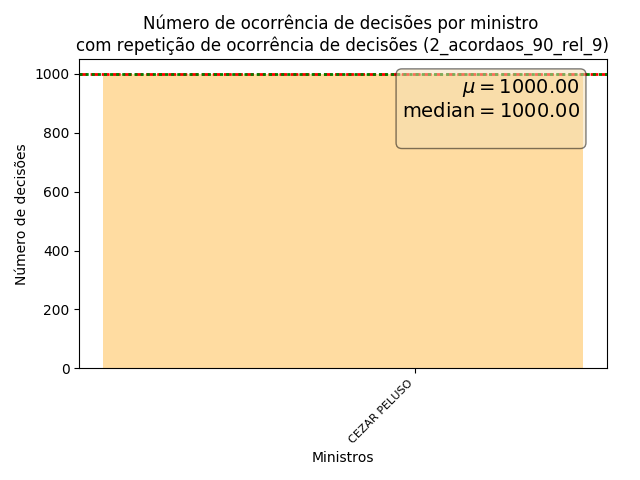 Número de ocorrência de decisões por ministro
com repetição de ocorrência de decisões (2_acordaos_90_rel_9)
1000
μ = 1000.00
median = 1000.00
800
600
400
200
0
Número de decisões
CEZAR PELUSO
Ministros